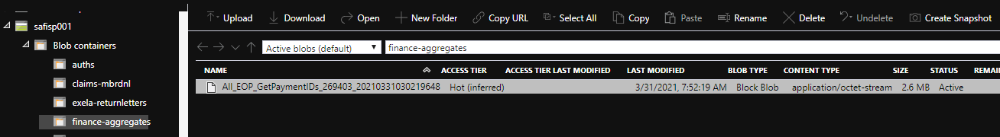 safisp001
Blob containers
auths
claims-mbrdnl
exela-returnletters
finance-aggregates
Upload Download Open New Folder Copy URL Select All Copy Paste Rename Delete Undelete Create Snapshot
Active blobs (default) finance-aggregates
NAME ACCESS TIER ACCESS TIER LAST MODIFIED LAST MODIFIED BLOB TYPE CONTENT TYPE SIZE STATUS REMAIN
All_EOP_GetPaymentIDs_269403_20210331030219648 Hot (inferred) 3/31/2021, 7:52:19 AM Block Blob application/octet-stream 2.6 MB Active